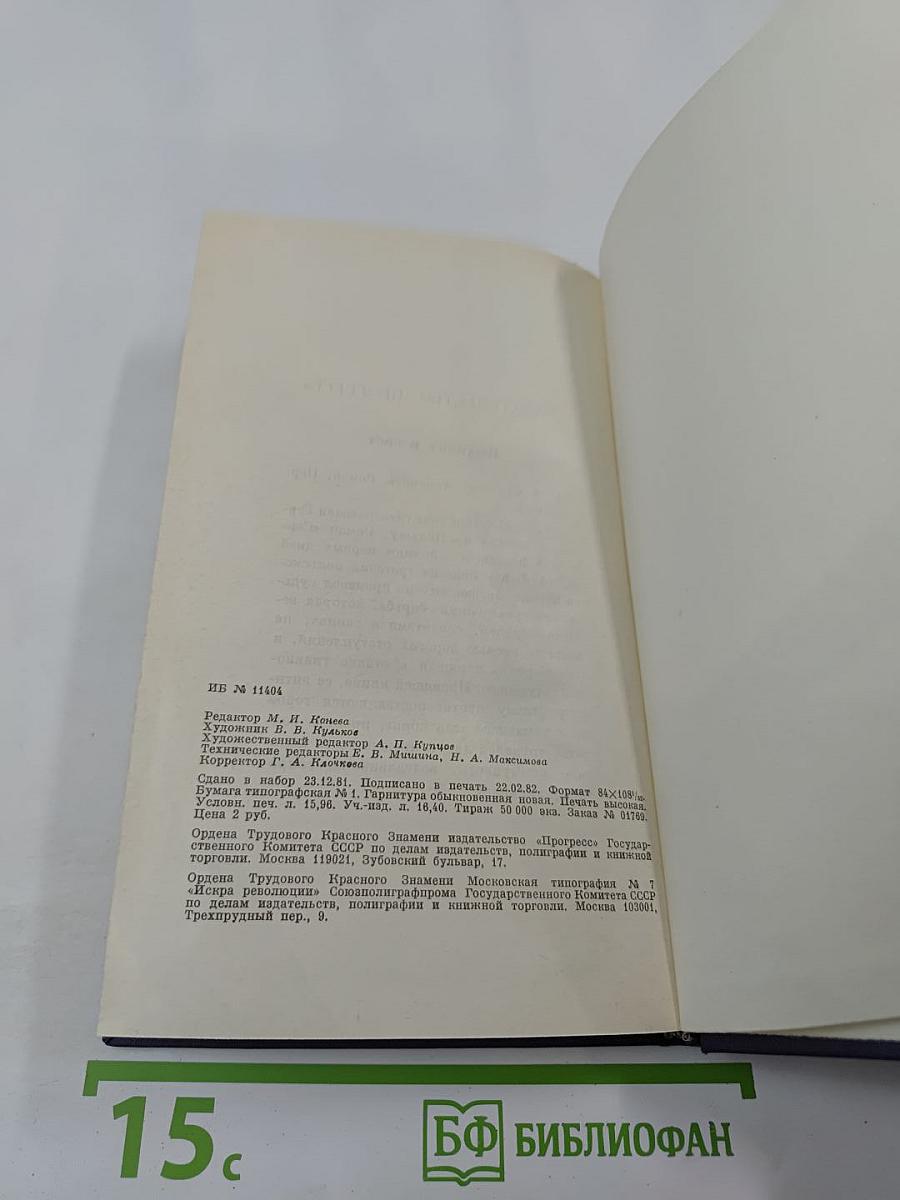 ИБ № 11404
Редактор М. И. Конева
Художник В. В. Кульков
Художественный редактор А. П. Купцов
Технические редакторы Е. В. Мишина, Н. А. Максимова
Корректор Г. А. Клочкова
Сдано в набор 23.12.81. Подписано в печать 22.02.82. Формат 84×108¹/₃₂.
Бумага типографская № 1. Гарнитура обыкновенная новая. Печать высокая.
Условн. печ. л. 15,96. Уч.-изд. л. 16,40. Тираж 50 000 экз. Заказ № 01769.
Цена 2 руб.
Ордена Трудового Красного Знамени издательство «Прогресс» Государ-
ственного Комитета СССР по делам издательств, полиграфии и книжной
торговли. Москва 119021, Зубовский бульвар, 17.
Ордена Трудового Красного Знамени Московская типография № 7
«Искра революции» Союзполиграфпрома Государственного Комитета СССР
по делам издательств, полиграфии и книжной торговли. Москва 103001,
Трехпрудный пер., 9.
15 с
БФ БИБЛИОФАН